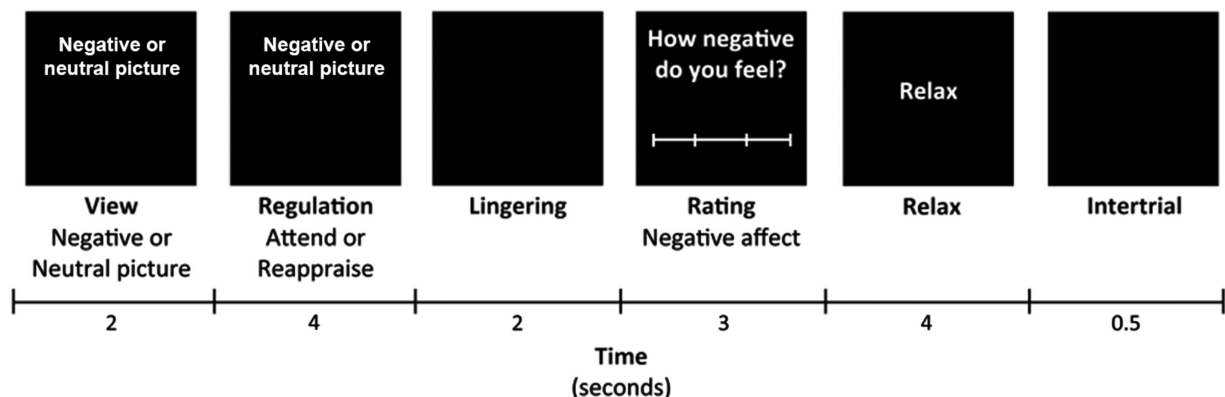 Negative or
neutral picture
Negative or
neutral picture
How negative
do you feel?
Relax
View
Negative or
Neutral picture
Regulation
Attend or
Reappraise
Lingering
Rating
Negative affect
Relax
Intertrial
2
4
2
3
4
0.5
Time
(seconds)